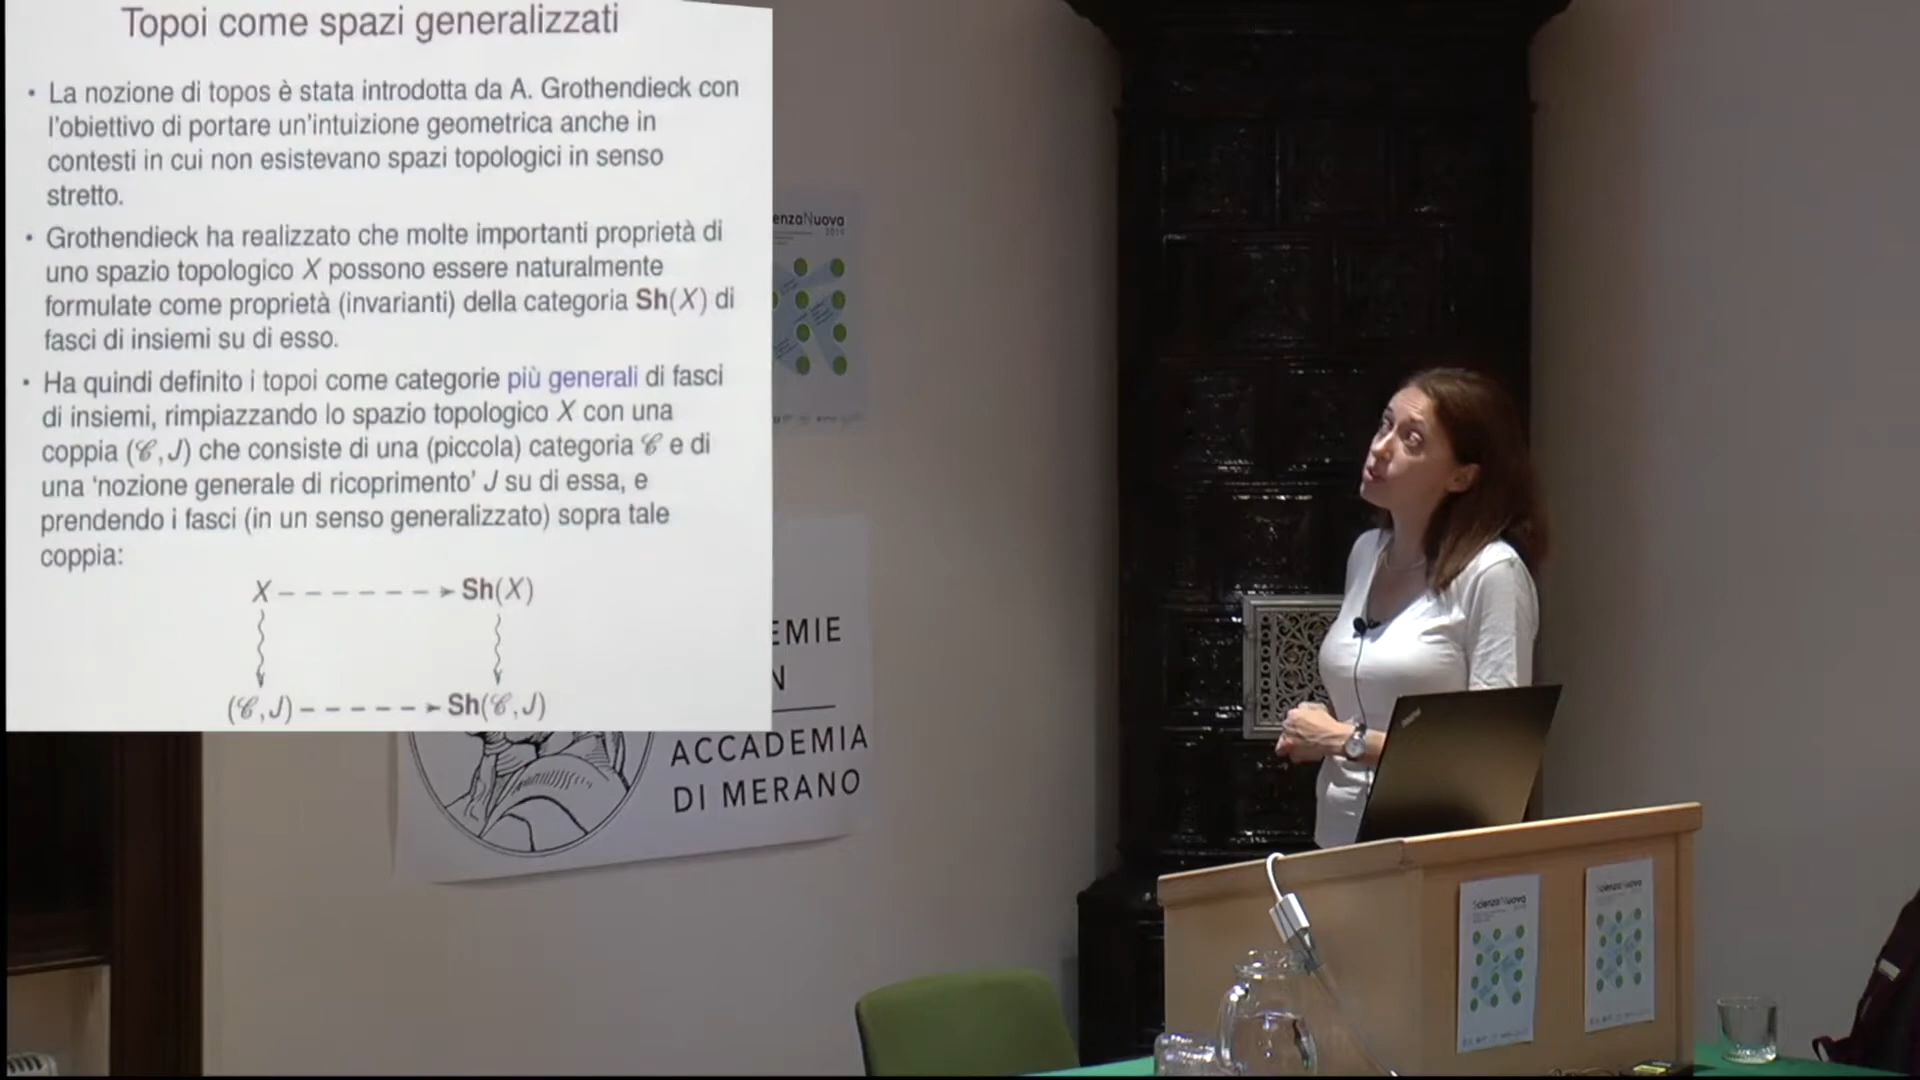 Topoi come spazi generalizzati
• La nozione di topos è stata introdotta da A. Grothendieck con
l'obiettivo di portare un'intuizione geometrica anche in
contesti in cui non esistevano spazi topologici in senso
stretto.
• Grothendieck ha realizzato che molte importanti proprietà di
uno spazio topologico X possono essere naturalmente
formulate come proprietà (invarianti) della categoria Sh(X) di
fasci di insiemi su di esso.
• Ha quindi definito i topoi come categorie più generali di fasci
di insiemi, rimpiazzando lo spazio topologico X con una
coppia (𝒞, J) che consiste di una (piccola) categoria 𝒞 e di
una 'nozione generale di ricoprimento' J su di essa, e
prendendo i fasci (in un senso generalizzato) sopra tale
coppia:
X Sh(X)
(𝒞, J) Sh(𝒞, J)
enzaNuova
2019
EMIE
N
ACCADEMIA
DI MERANO
ScienzaNuova
ScienzaNuova